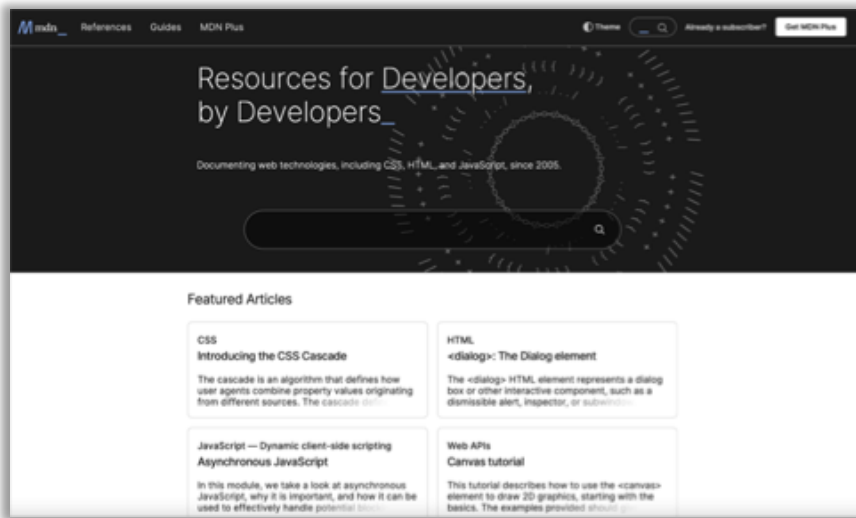 mdn_ References Guides MDN Plus Theme Already a subscriber? Get MDN Plus
Resources for Developers,
by Developers_
Documenting web technologies, including CSS, HTML, and JavaScript, since 2005.
Featured Articles
CSS
Introducing the CSS Cascade
The cascade is an algorithm that defines how
user agents combine property values originating
from different sources. The cascade
HTML
<dialog>: The Dialog element
The <dialog> HTML element represents a dialog
box or other interactive component, such as a
dismissible alert, inspector, or subwindow
JavaScript — Dynamic client-side scripting
Asynchronous JavaScript
In this module, we take a look at asynchronous
JavaScript, why it is important, and how it can be
used to effectively handle potential
Web APIs
Canvas tutorial
This tutorial describes how to use the <canvas>
element to draw 2D graphics, starting with the
basics. The examples provided should